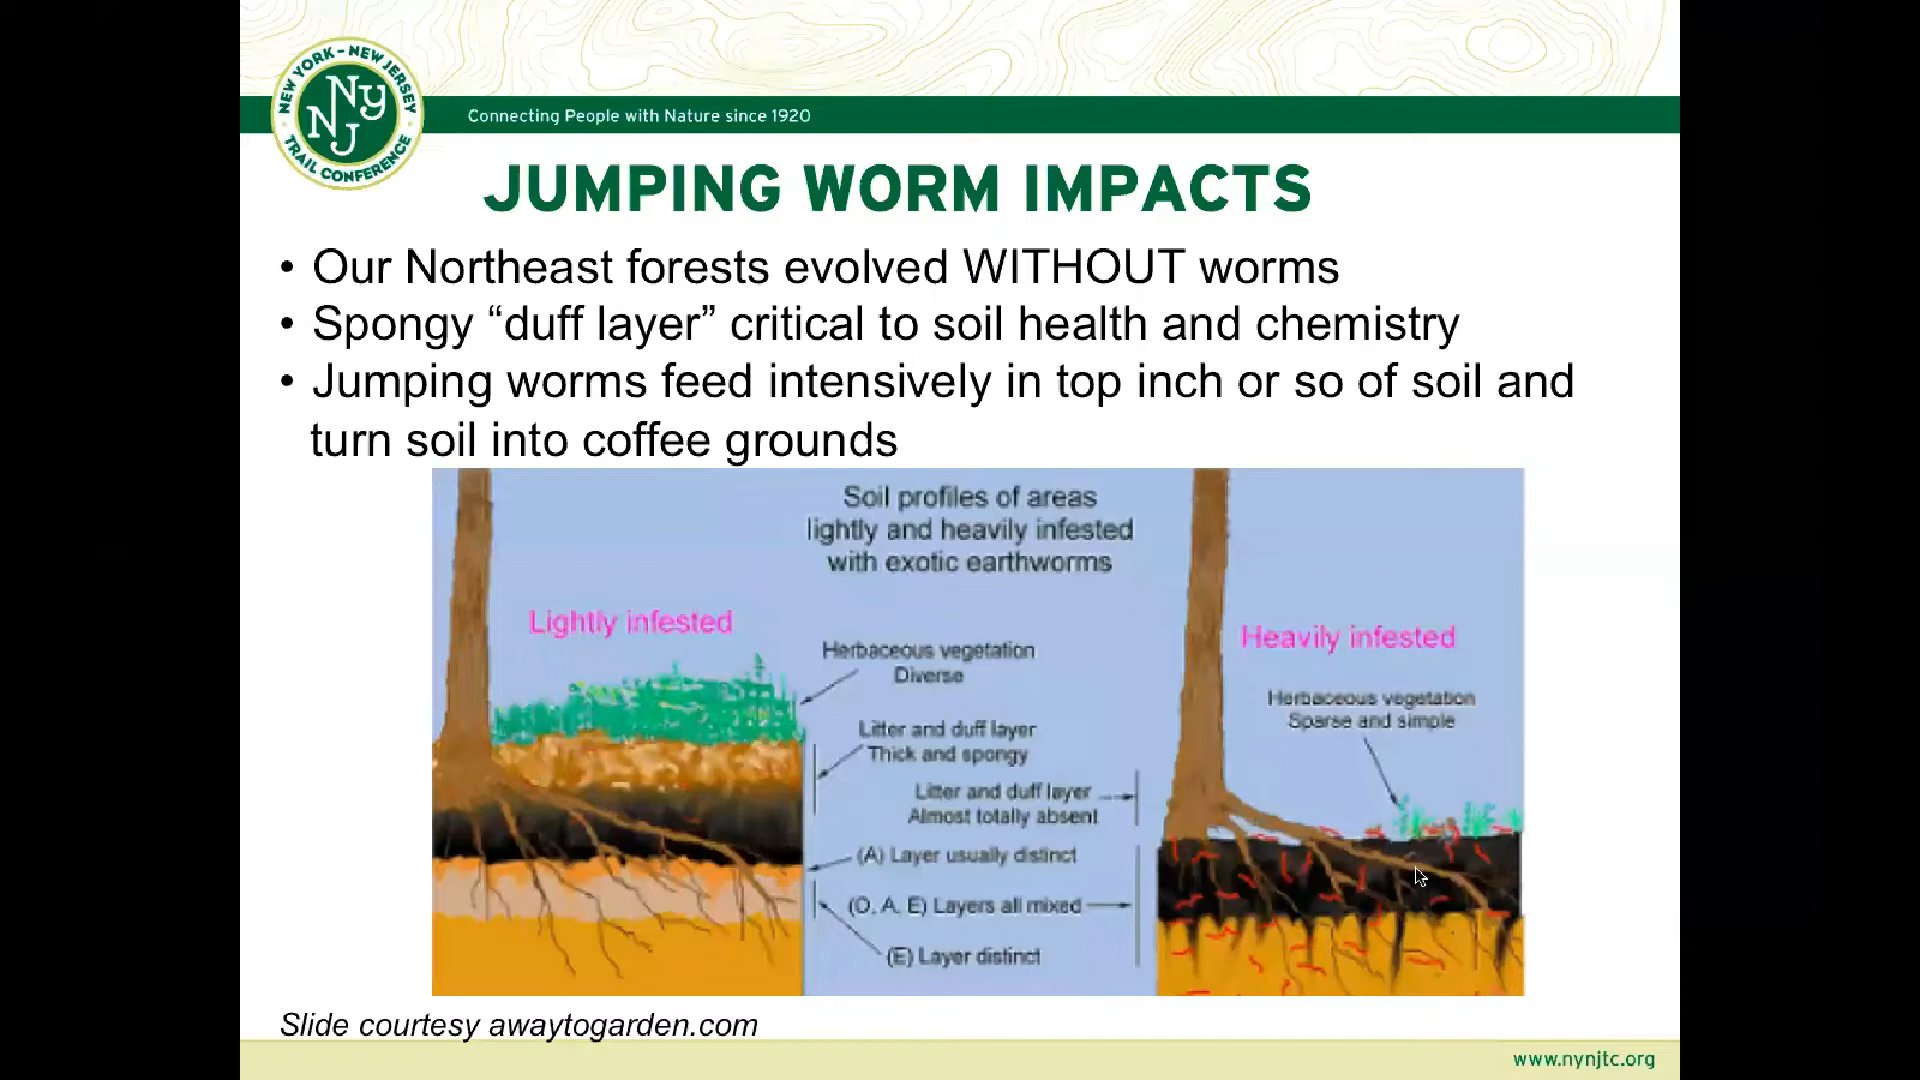 NEW YORK - NEW JERSEY
NY
NJ
TRAIL CONFERENCE
Connecting People with Nature since 1920
JUMPING WORM IMPACTS
• Our Northeast forests evolved WITHOUT worms
• Spongy “duff layer” critical to soil health and chemistry
• Jumping worms feed intensively in top inch or so of soil and
turn soil into coffee grounds
Soil profiles of areas
lightly and heavily infested
with exotic earthworms
Lightly infested
Herbaceous vegetation
Diverse
Litter and duff layer
Thick and spongy
Litter and duff layer
Almost totally absent
(A) Layer usually distinct
(O, A, E) Layers all mixed
(E) Layer distinct
Heavily infested
Herbaceous vegetation
Sparse and simple
Slide courtesy awaytogarden.com
www.nynjtc.org